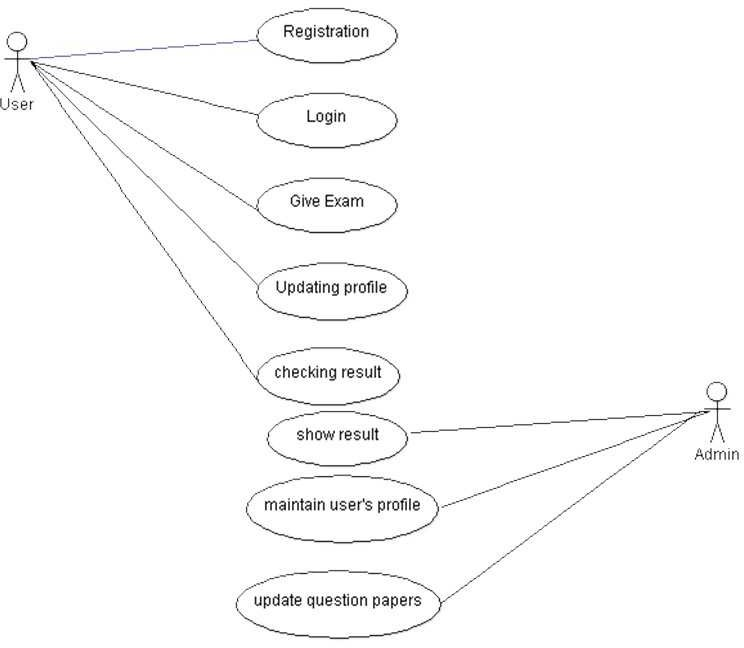 Registration
User
Login
Give Exam
Updating profile
checking result
show result
Admin
maintain user's profile
update question papers